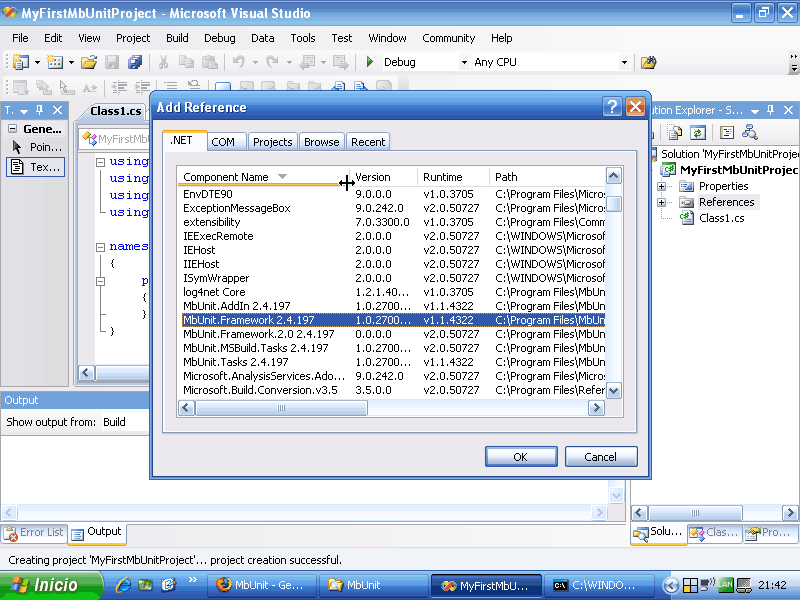 MyFirstMbUnitProject - Microsoft Visual Studio
File Edit View Project Build Debug Data Tools Test Window Community Help
Debug Any CPU
T.. Class1.cs Solution Explorer - S...
Gene...
Poin...
Tex...
MyFirstMb
using
using
using
using
names
{
p
{
}
}
Add Reference
.NET COM Projects Browse Recent
Component Name Version Runtime Path
EnvDTE90 9.0.0.0 v1.0.3705 C:\Program Files\Micros
ExceptionMessageBox 9.0.242.0 v2.0.50727 C:\Program Files\Micros
extensibility 7.0.3300.0 v1.0.3705 C:\Program Files\Comm
IEExecRemote 2.0.0.0 v2.0.50727 C:\WINDOWS\Microsof
IEHost 2.0.0.0 v2.0.50727 C:\WINDOWS\Microsof
IIEHost 2.0.0.0 v2.0.50727 C:\WINDOWS\Microsof
ISymWrapper 2.0.0.0 v2.0.50727 C:\WINDOWS\Microsof
log4net Core 1.2.1.40... v1.0.3705 C:\Program Files\MbUn
MbUnit.AddIn 2.4.197 1.0.2700... v1.1.4322 C:\Program Files\MbUn
MbUnit.Framework 2.4.197 1.0.2700... v1.1.4322 C:\Program Files\MbUn
MbUnit.Framework.2.0 2.4.197 0.0.0.0 v2.0.50727 C:\Program Files\MbUn
MbUnit.MSBuild.Tasks 2.4.197 1.0.2700... v2.0.50727 C:\Program Files\MbUn
MbUnit.Tasks 2.4.197 1.0.2700... v1.1.4322 C:\Program Files\MbUn
Microsoft.AnalysisServices.Ado... 9.0.242.0 v2.0.50727 C:\Program Files\Micros
Microsoft.Build.Conversion.v3.5 3.5.0.0 v2.0.50727 C:\Program Files\Refer
OK Cancel
Solution 'MyFirstMbUnitProjec
MyFirstMbUnitProjec
Properties
References
Class1.cs
Output
Show output from: Build
Error List Output
Solu... Clas... Pro...
Creating project 'MyFirstMbUnitProject'... project creation successful.
Inicio MbUnit - Ge... MbUnit MyFirstMbU... C:\WINDO... 21:42